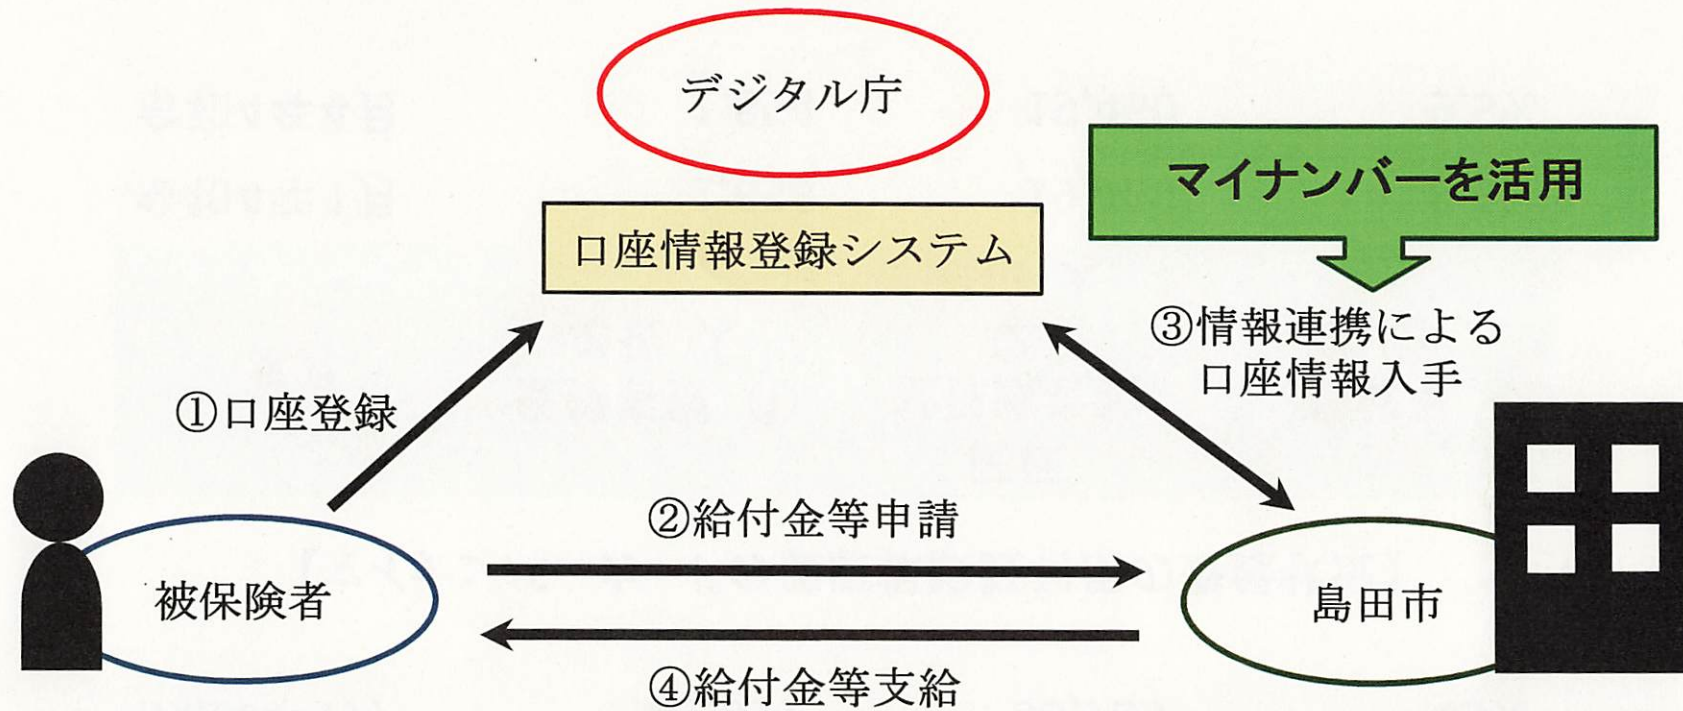 デジタル庁
マイナンバーを活用
口座情報登録システム
③情報連携による
口座情報入手
①口座登録
②給付金等申請
被保険者
島田市
④給付金等支給